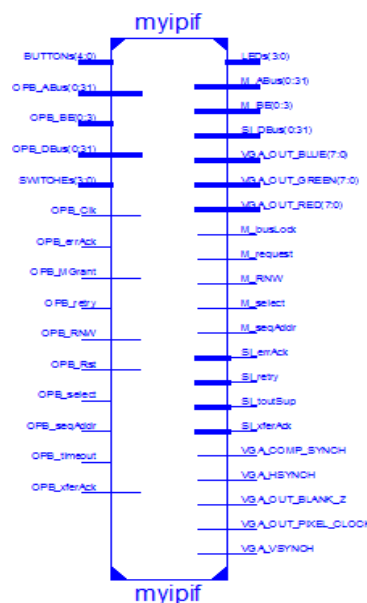 myipif
BUTTONs(4:0)
OPB_ABus(0:31)
OPB_BE(0:3)
OPB_DBus(0:31)
SWITCHEs(3:0)
OPB_Clk
OPB_errAck
OPB_MGrant
OPB_retry
OPB_RNW
OPB_Rst
OPB_select
OPB_seqAddr
OPB_timeout
OPB_xferAck
LEDs(3:0)
M_ABus(0:31)
M_BE(0:3)
Sl_DBus(0:31)
VGA_OUT_BLUE(7:0)
VGA_OUT_GREEN(7:0)
VGA_OUT_RED(7:0)
M_busLock
M_request
M_RNW
M_select
M_seqAddr
Sl_errAck
Sl_retry
Sl_toutSup
Sl_xferAck
VGA_COMP_SYNCH
VGA_HSYNCH
VGA_OUT_BLANK_Z
VGA_OUT_PIXEL_CLOCK
VGA_VSYNCH
myipif